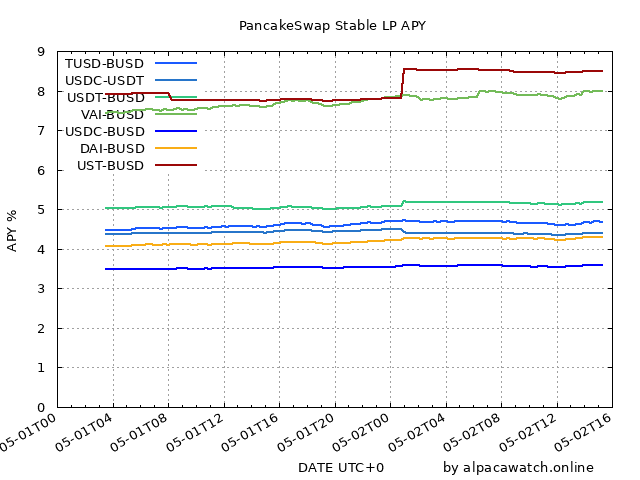 PancakeSwap Stable LP APY
9
8
7
6
5
4
3
2
1
0
APY %
TUSD-BUSD
USDC-USDT
USDT-BUSD
VAI-BUSD
USDC-BUSD
DAI-BUSD
UST-BUSD
05-01T00
05-01T04
05-01T08
05-01T12
05-01T16
05-01T20
05-02T00
05-02T04
05-02T08
05-02T12
05-02T16
DATE UTC+0
by alpacawatch.online